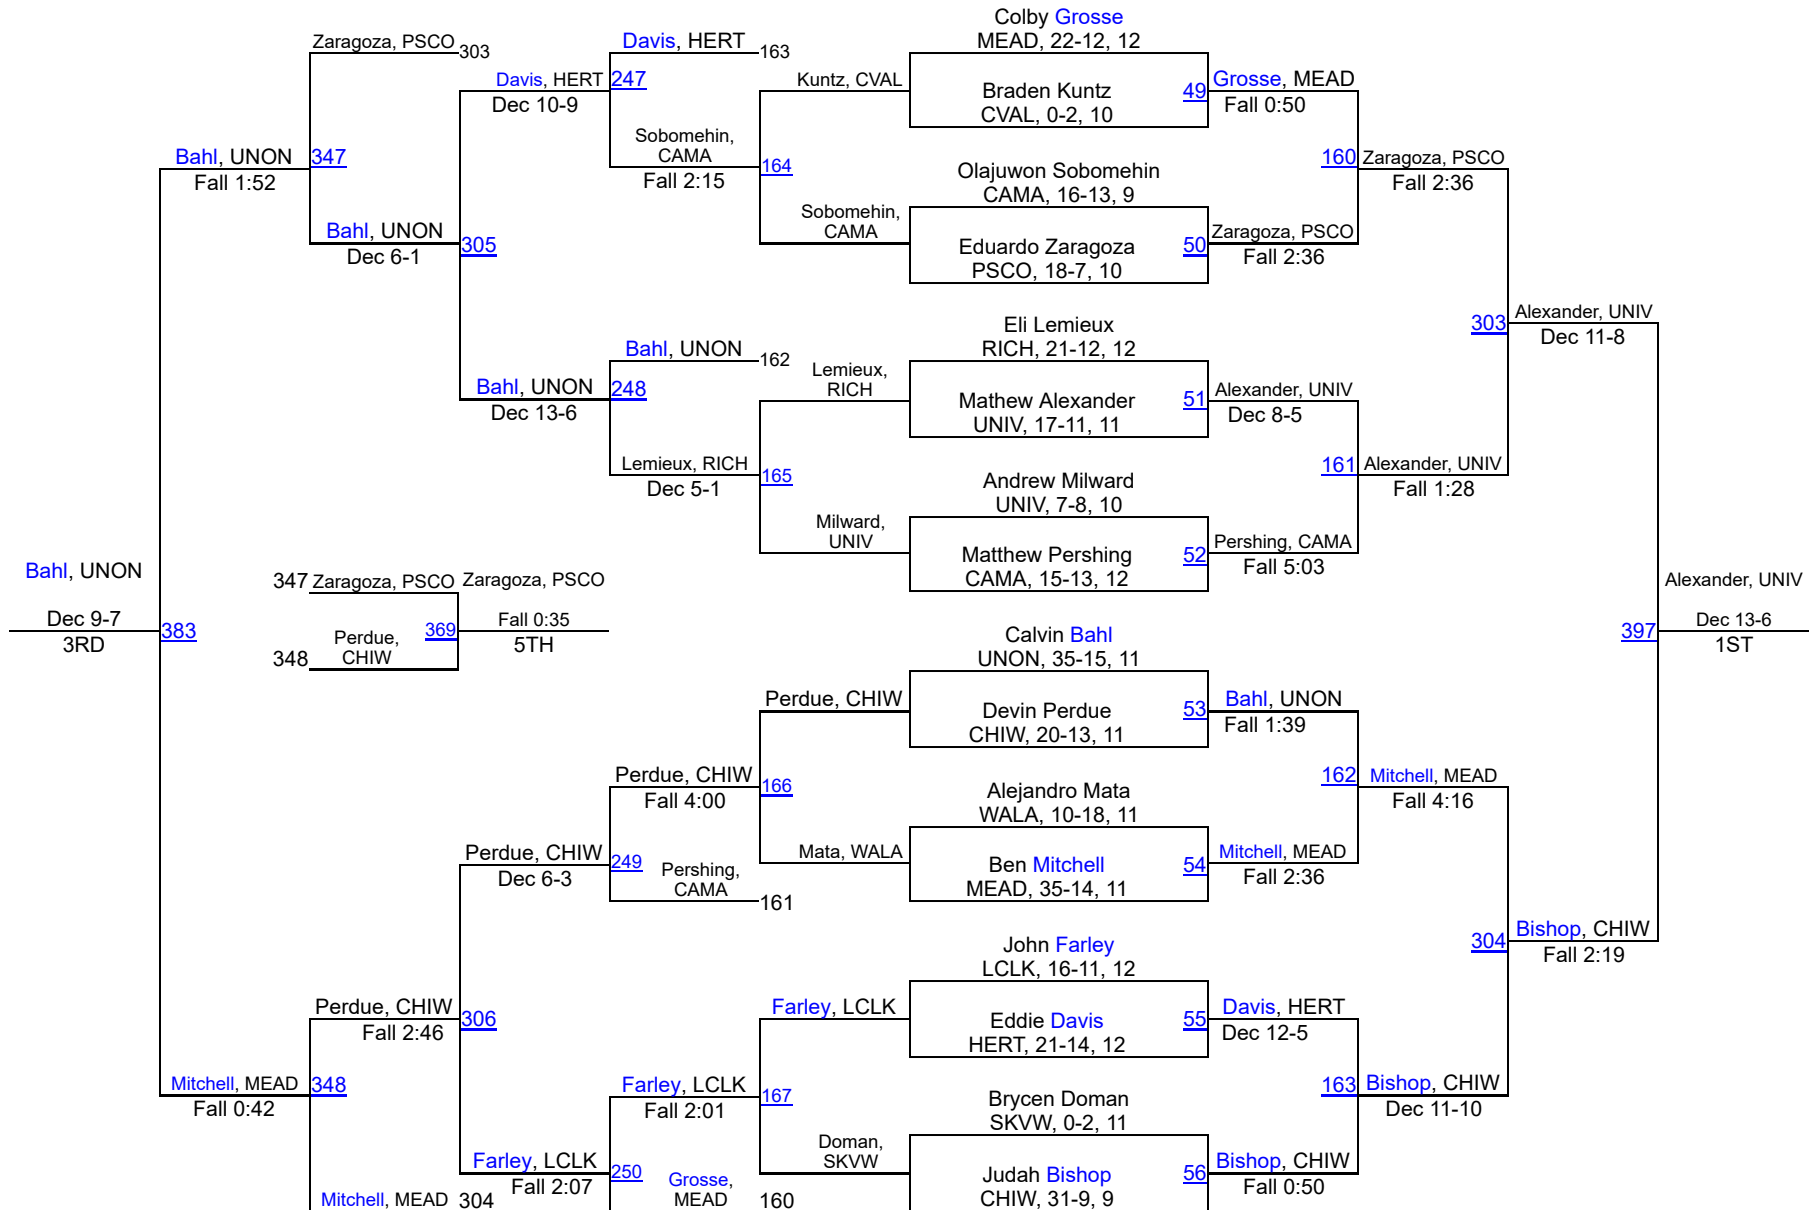 Colby Grosse
MEAD, 22-12, 12
Zaragoza, PSCO 303
Davis, HERT 163
Davis, HERT 247
Dec 10-9
Kuntz, CVAL
Braden Kuntz
CVAL, 0-2, 10
49 Grosse, MEAD
Fall 0:50
Sobomehin,
CAMA
Fall 2:15
164
Bahl, UNON 347
Fall 1:52
Olajuwon Sobomehin
CAMA, 16-13, 9
160 Zaragoza, PSCO
Fall 2:36
Sobomehin,
CAMA
Bahl, UNON
Dec 6-1
305
Eduardo Zaragoza
PSCO, 18-7, 10
50 Zaragoza, PSCO
Fall 2:36
Eli Lemieux
RICH, 21-12, 12
303 Alexander, UNIV
Dec 11-8
Bahl, UNON 162
Lemieux,
RICH
Bahl, UNON 248
Dec 13-6
Mathew Alexander
UNIV, 17-11, 11
51 Alexander, UNIV
Dec 8-5
Lemieux, RICH
Dec 5-1
165
Andrew Milward
UNIV, 7-8, 10
161 Alexander, UNIV
Fall 1:28
Milward,
UNIV
Matthew Pershing
CAMA, 15-13, 12
52 Pershing, CAMA
Fall 5:03
Bahl, UNON
Dec 9-7
3RD
383
347 Zaragoza, PSCO Zaragoza, PSCO
Perdue,
CHIW
348
369
Fall 0:35
5TH
Alexander, UNIV
397
Dec 13-6
1ST
Calvin Bahl
UNON, 35-15, 11
Perdue, CHIW
Devin Perdue
CHIW, 20-13, 11
53 Bahl, UNON
Fall 1:39
Perdue, CHIW
Fall 4:00
166
Alejandro Mata
WALA, 10-18, 11
162 Mitchell, MEAD
Fall 4:16
Mata, WALA
Perdue, CHIW
Dec 6-3
249
Pershing,
CAMA
161
Ben Mitchell
MEAD, 35-14, 11
54 Mitchell, MEAD
Fall 2:36
John Farley
LCLK, 16-11, 12
304 Bishop, CHIW
Fall 2:19
Perdue, CHIW
Fall 2:46
306
Farley, LCLK
Eddie Davis
HERT, 21-14, 12
55 Davis, HERT
Dec 12-5
Mitchell, MEAD 348
Fall 0:42
Farley, LCLK
Fall 2:01
167
Brycen Doman
SKVW, 0-2, 11
163 Bishop, CHIW
Dec 11-10
Doman,
SKVW
Farley, LCLK
Fall 2:07
250
Grosse,
MEAD
160
Judah Bishop
CHIW, 31-9, 9
56 Bishop, CHIW
Fall 0:50
Mitchell, MEAD 304